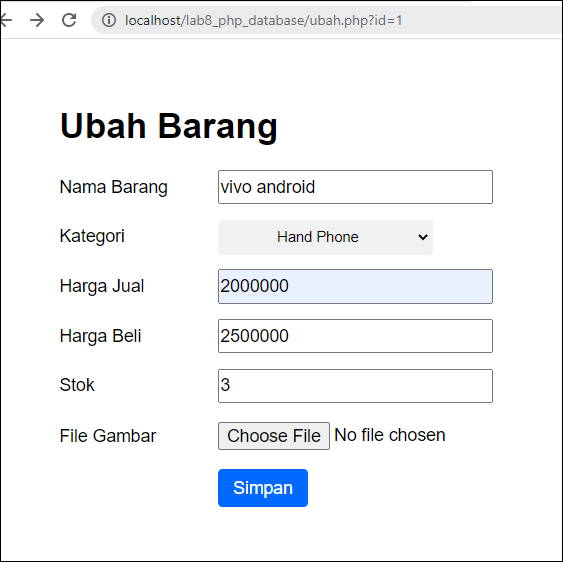 localhost/lab8_php_database/ubah.php?id=1
Ubah Barang
Nama Barang vivo android
Kategori Hand Phone
Harga Jual 2000000
Harga Beli 2500000
Stok 3
File Gambar Choose File No file chosen
Simpan